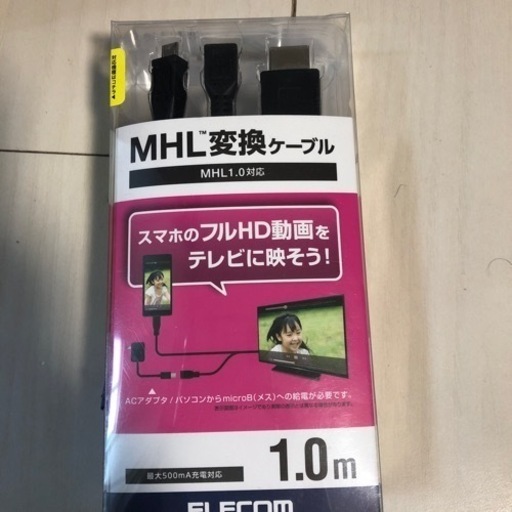 MHL™変換ケーブル
MHL1.0対応
スマホのフルHD動画を
テレビに映そう!
ACアダプタ/パソコンからmicroB(メス)への給電が必要です。
最大500mA充電対応
1.0m
ELECOM